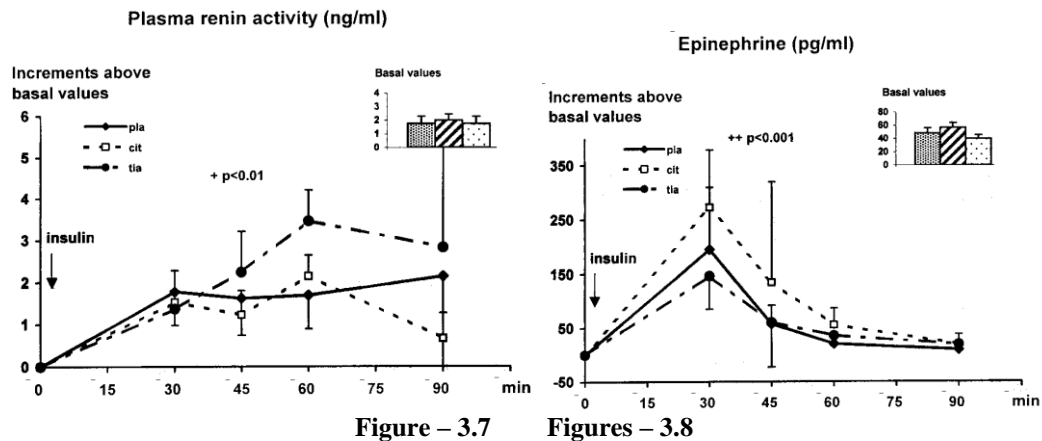 Plasma renin activity (ng/ml)
Increments above
basal values
Basal values
4
3
2
1
0
6
5
4
3
2
1
0
pla
cit
tia
+ p<0.01
insulin
0
15
30
45
60
75
90
min
Epinephrine (pg/ml)
Increments above
basal values
Basal values
80
60
40
20
0
350
250
150
50
-50
pla
cit
tia
++ p<0.001
insulin
0
15
30
45
60
75
90
min
Figure – 3.7
Figures – 3.8